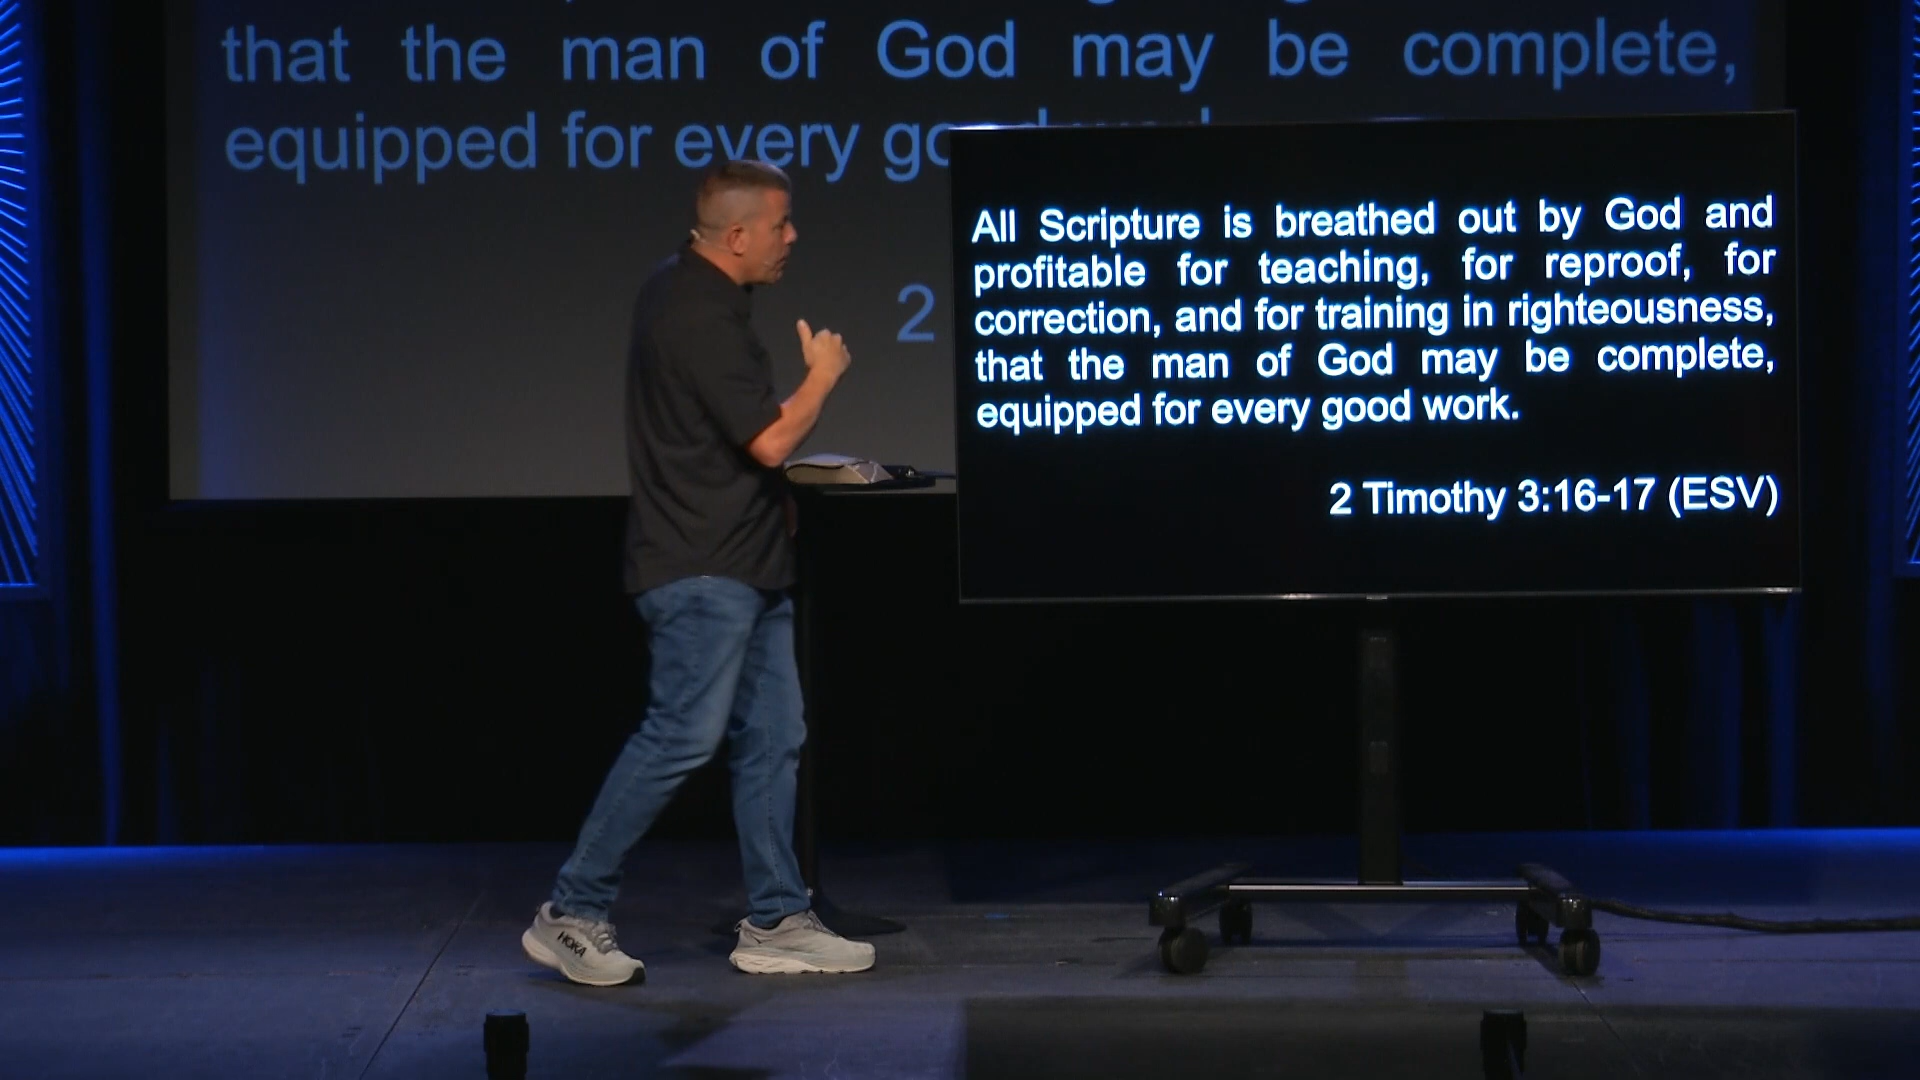 that the man of God may be complete,
equipped for every
2
All Scripture is breathed out by God and
profitable for teaching, for reproof, for
correction, and for training in righteousness,
that the man of God may be complete,
equipped for every good work.
2 Timothy 3:16-17 (ESV)
HOKA